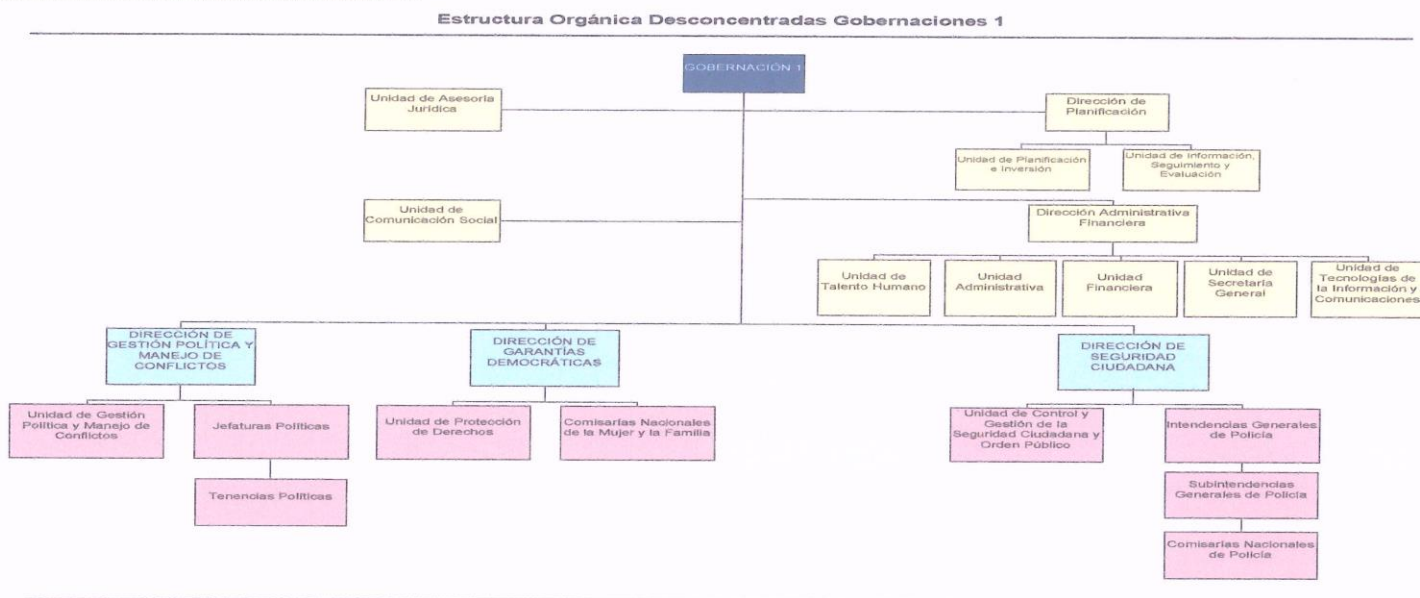 Estructura Orgánica Desconcentradas Gobernaciones 1
GOBERNACIÓN 1
Unidad de Asesoría
Jurídica
Dirección de
Planificación
Unidad de Planificación
e Inversión
Unidad de Información,
Seguimiento y
Evaluación
Unidad de
Comunicación Social
Dirección Administrativa
Financiera
Unidad de
Talento Humano
Unidad
Administrativa
Unidad
Financiera
Unidad de
Secretaría
General
Unidad de
Tecnologías de
la Información y
Comunicaciones
DIRECCIÓN DE
GESTIÓN POLÍTICA Y
MANEJO DE
CONFLICTOS
DIRECCIÓN DE
GARANTÍAS
DEMOCRÁTICAS
DIRECCIÓN DE
SEGURIDAD
CIUDADANA
Unidad de Gestión
Política y Manejo de
Conflictos
Jefaturas Políticas
Unidad de Protección
de Derechos
Comisarías Nacionales
de la Mujer y la Familia
Unidad de Control y
Gestión de la
Seguridad Ciudadana y
Orden Público
Intendencias Generales
de Policía
Tenencias Políticas
Subintendencias
Generales de Policía
Comisarías Nacionales
de Policía